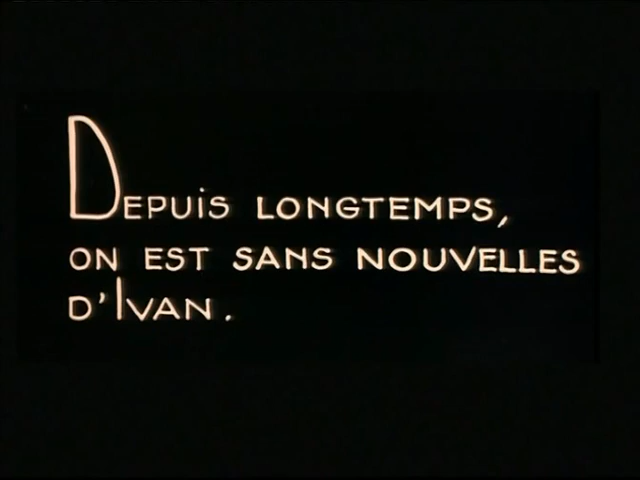 DEPUiS LONGTEMPS,
ON EST SANS NOUVELLES
D'IVAN.